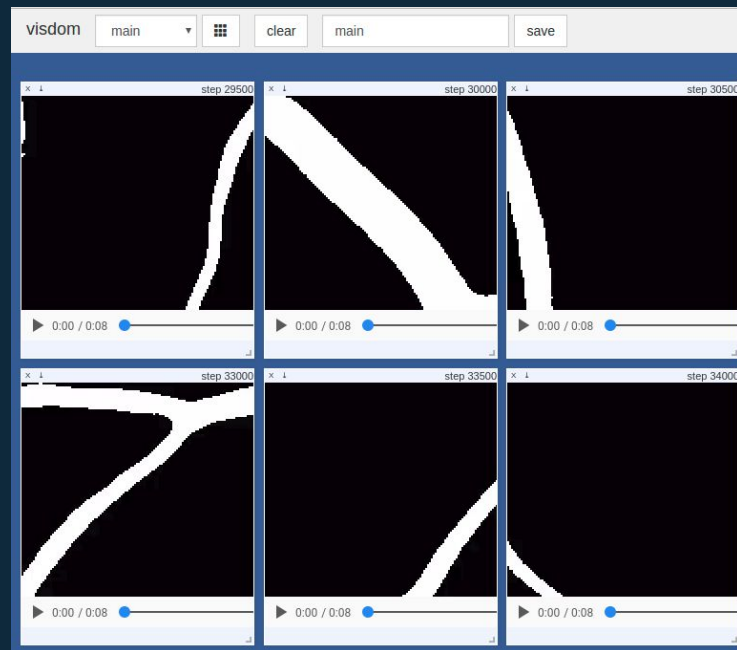 visdom main clear main save
X ↓ step 29500
X ↓ step 30000
X ↓ step 30500
0:00 / 0:08
0:00 / 0:08
0:00 / 0:08
X ↓ step 33000
X ↓ step 33500
X ↓ step 34000
0:00 / 0:08
0:00 / 0:08
0:00 / 0:08